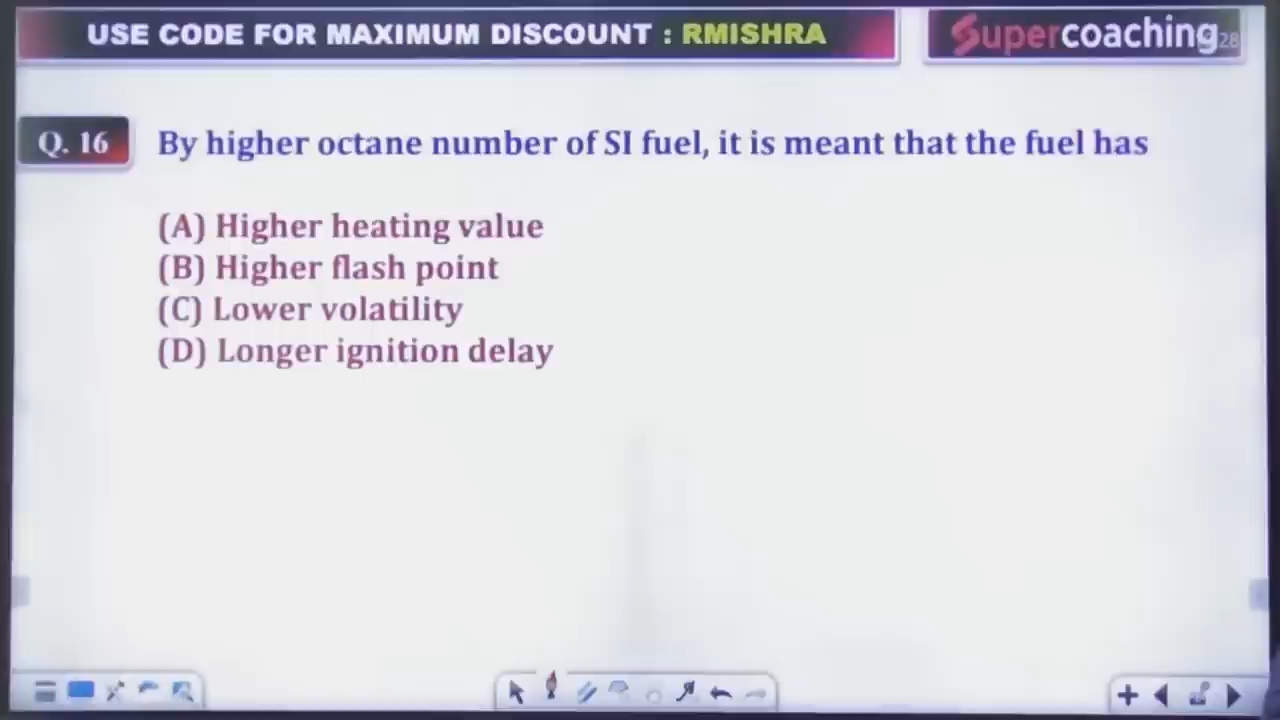 USE CODE FOR MAXIMUM DISCOUNT : RMISHRA
Supercoaching
28
Q. 16
By higher octane number of SI fuel, it is meant that the fuel has
(A) Higher heating value
(B) Higher flash point
(C) Lower volatility
(D) Longer ignition delay